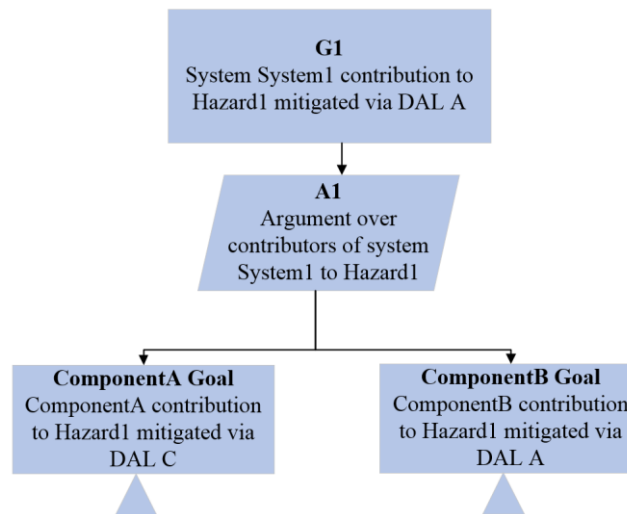 G1
System System1 contribution to
Hazard1 mitigated via DAL A
A1
Argument over
contributors of system
System1 to Hazard1
ComponentA Goal
ComponentA contribution
to Hazard1 mitigated via
DAL C
ComponentB Goal
ComponentB contribution
to Hazard1 mitigated via
DAL A